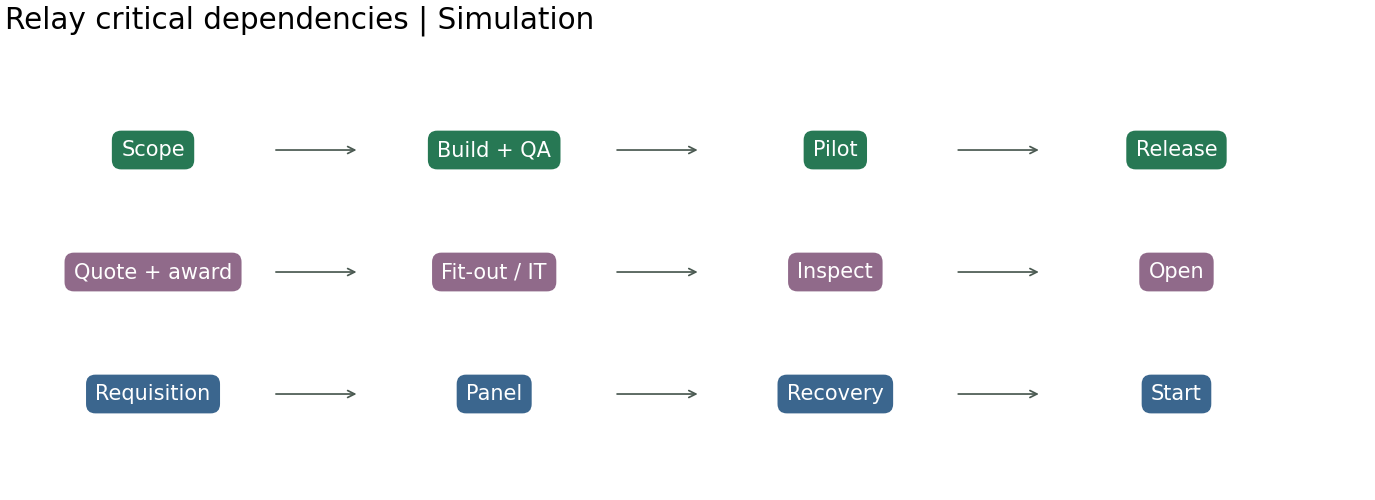 Relay critical dependencies | Simulation
Scope
Build + QA
Pilot
Release
Quote + award
Fit-out / IT
Inspect
Open
Requisition
Panel
Recovery
Start